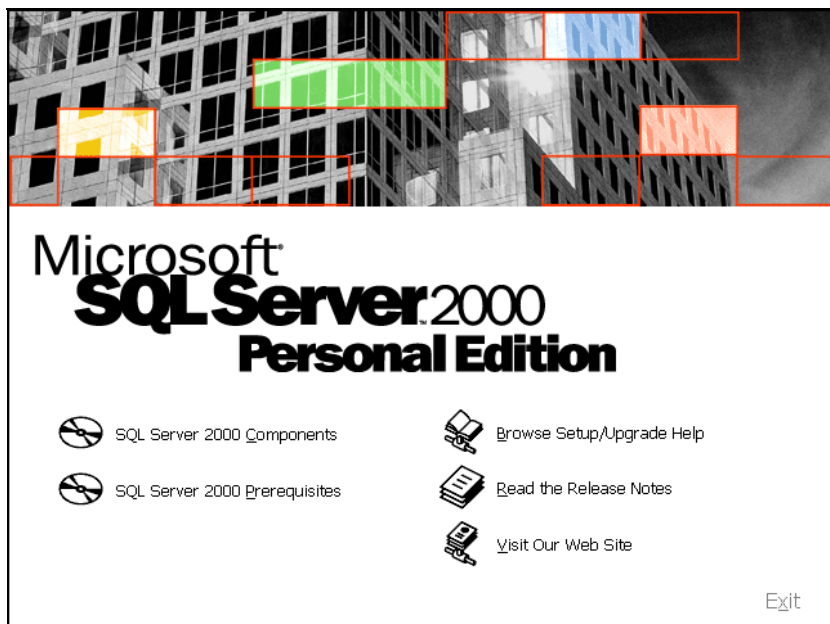 Microsoft®
SQL Server™ 2000
Personal Edition
SQL Server 2000 Components
SQL Server 2000 Prerequisites
Browse Setup/Upgrade Help
Read the Release Notes
Visit Our Web Site
Exit